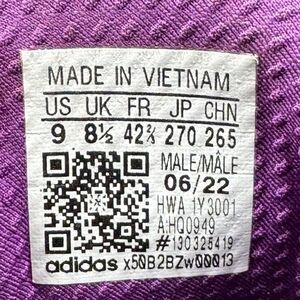 MADE IN VIETNAM
US UK FR JP CHN
9 8½ 42⅔ 270 265
MALE/MÂLE
06/22
HWA 1Y3001
A:HQ0949
#130325419
adidas x50B2BZw00013